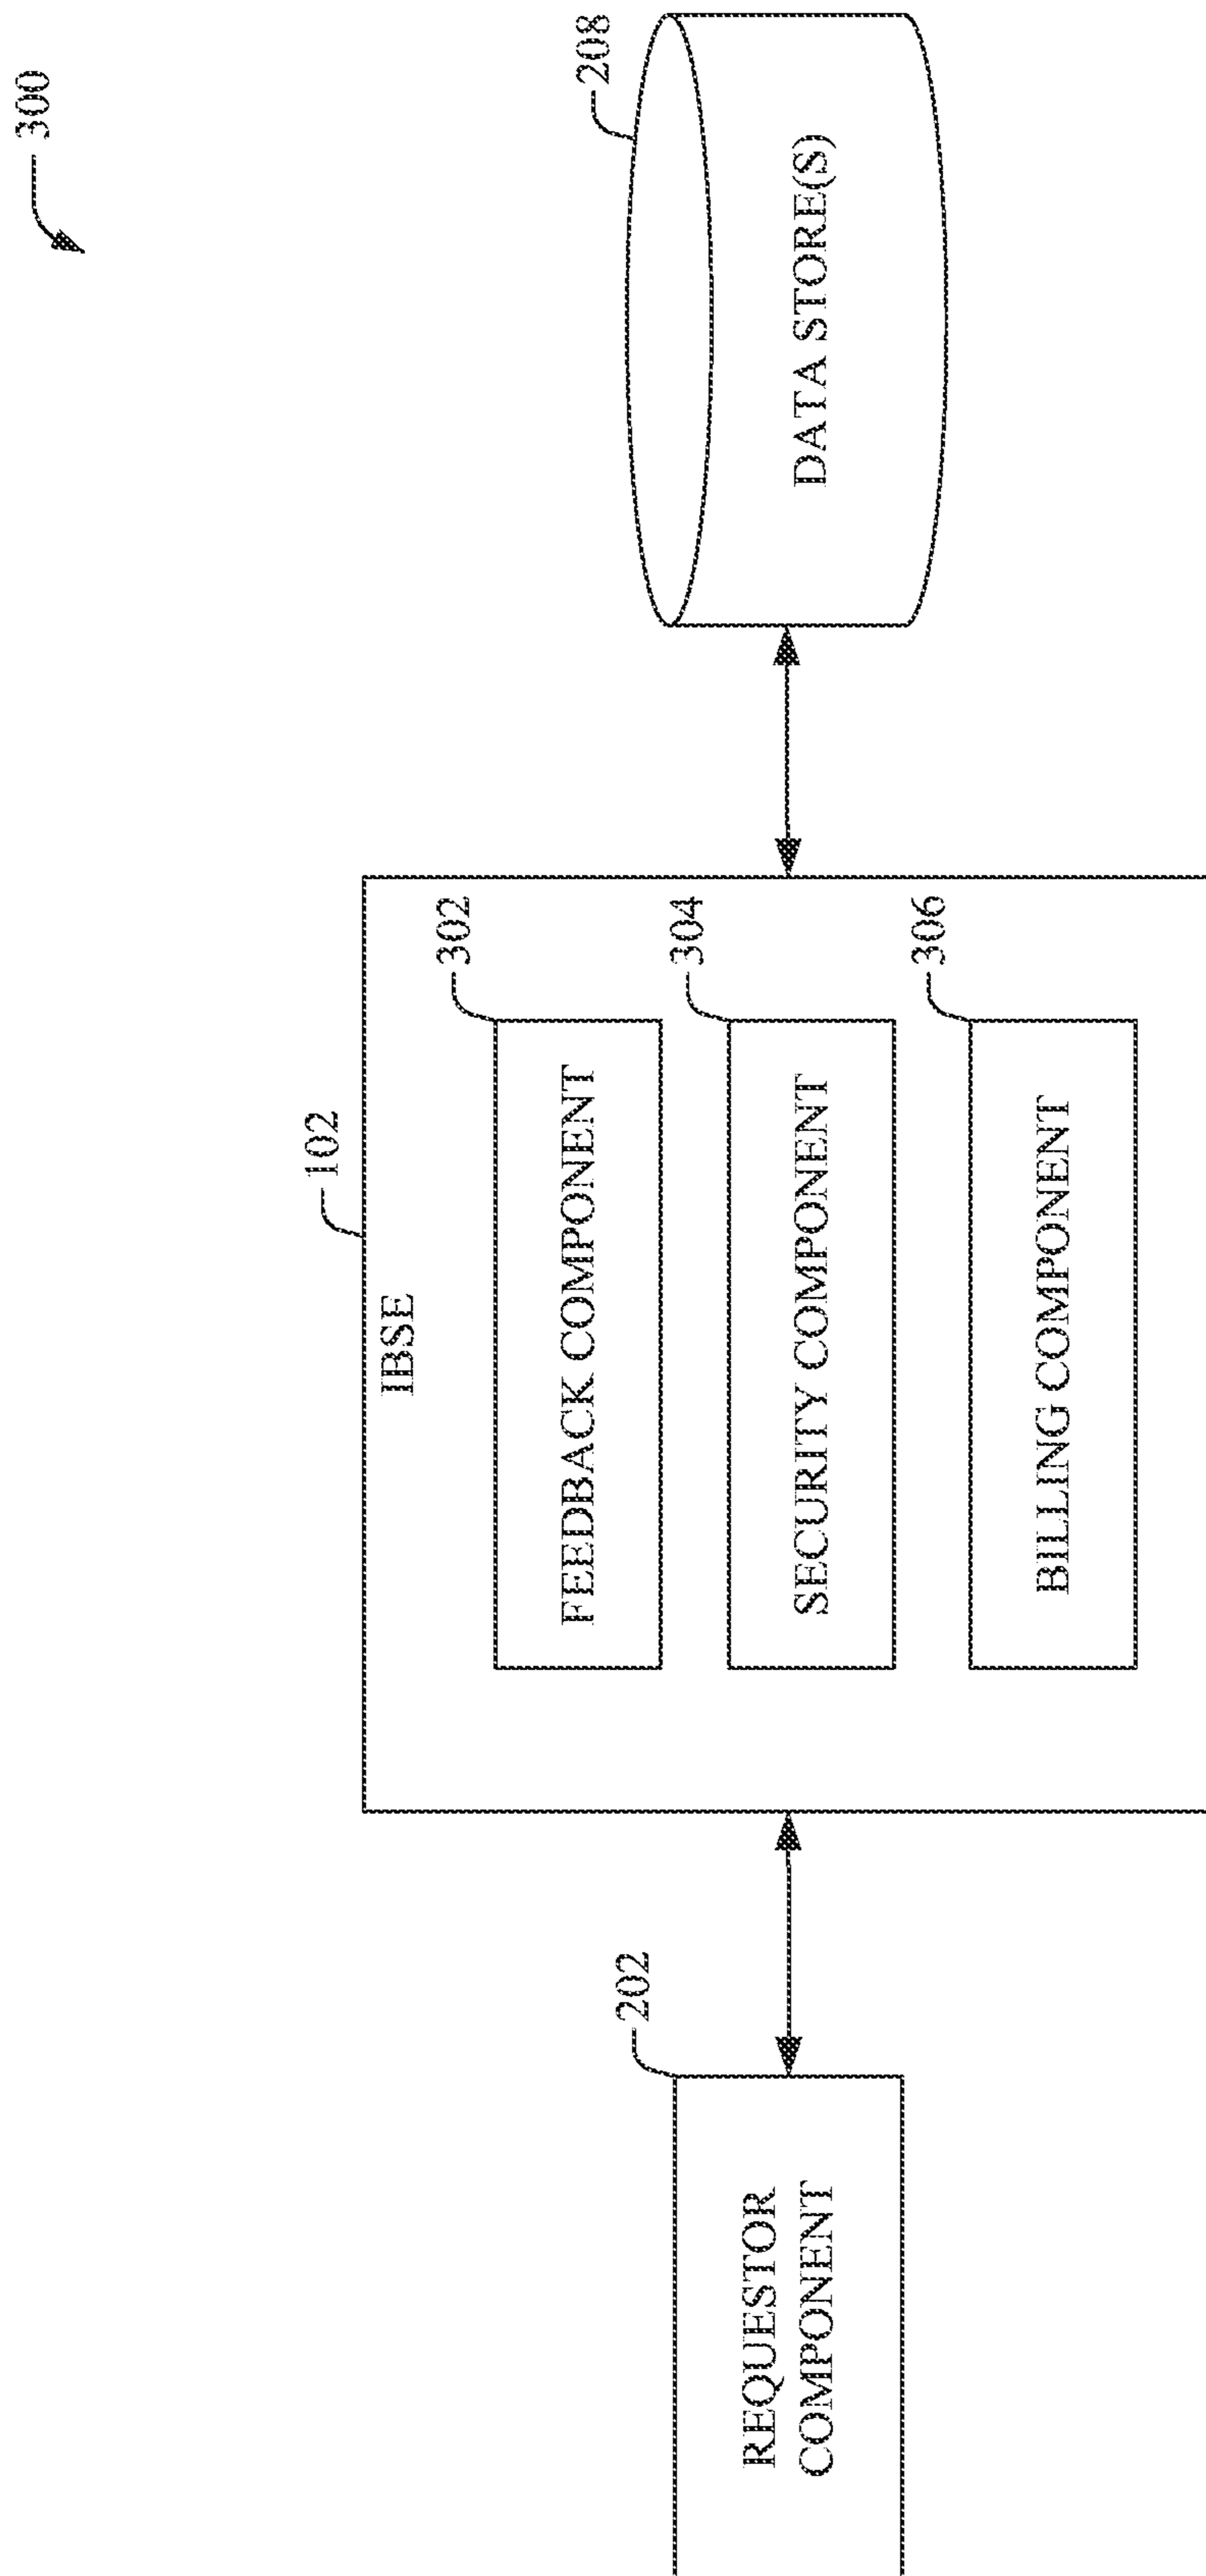 300
202
REQUESTOR
COMPONENT
102
IBSE
302
FEEDBACK COMPONENT
304
SECURITY COMPONENT
306
BILLING COMPONENT
208
DATA STORE(S)